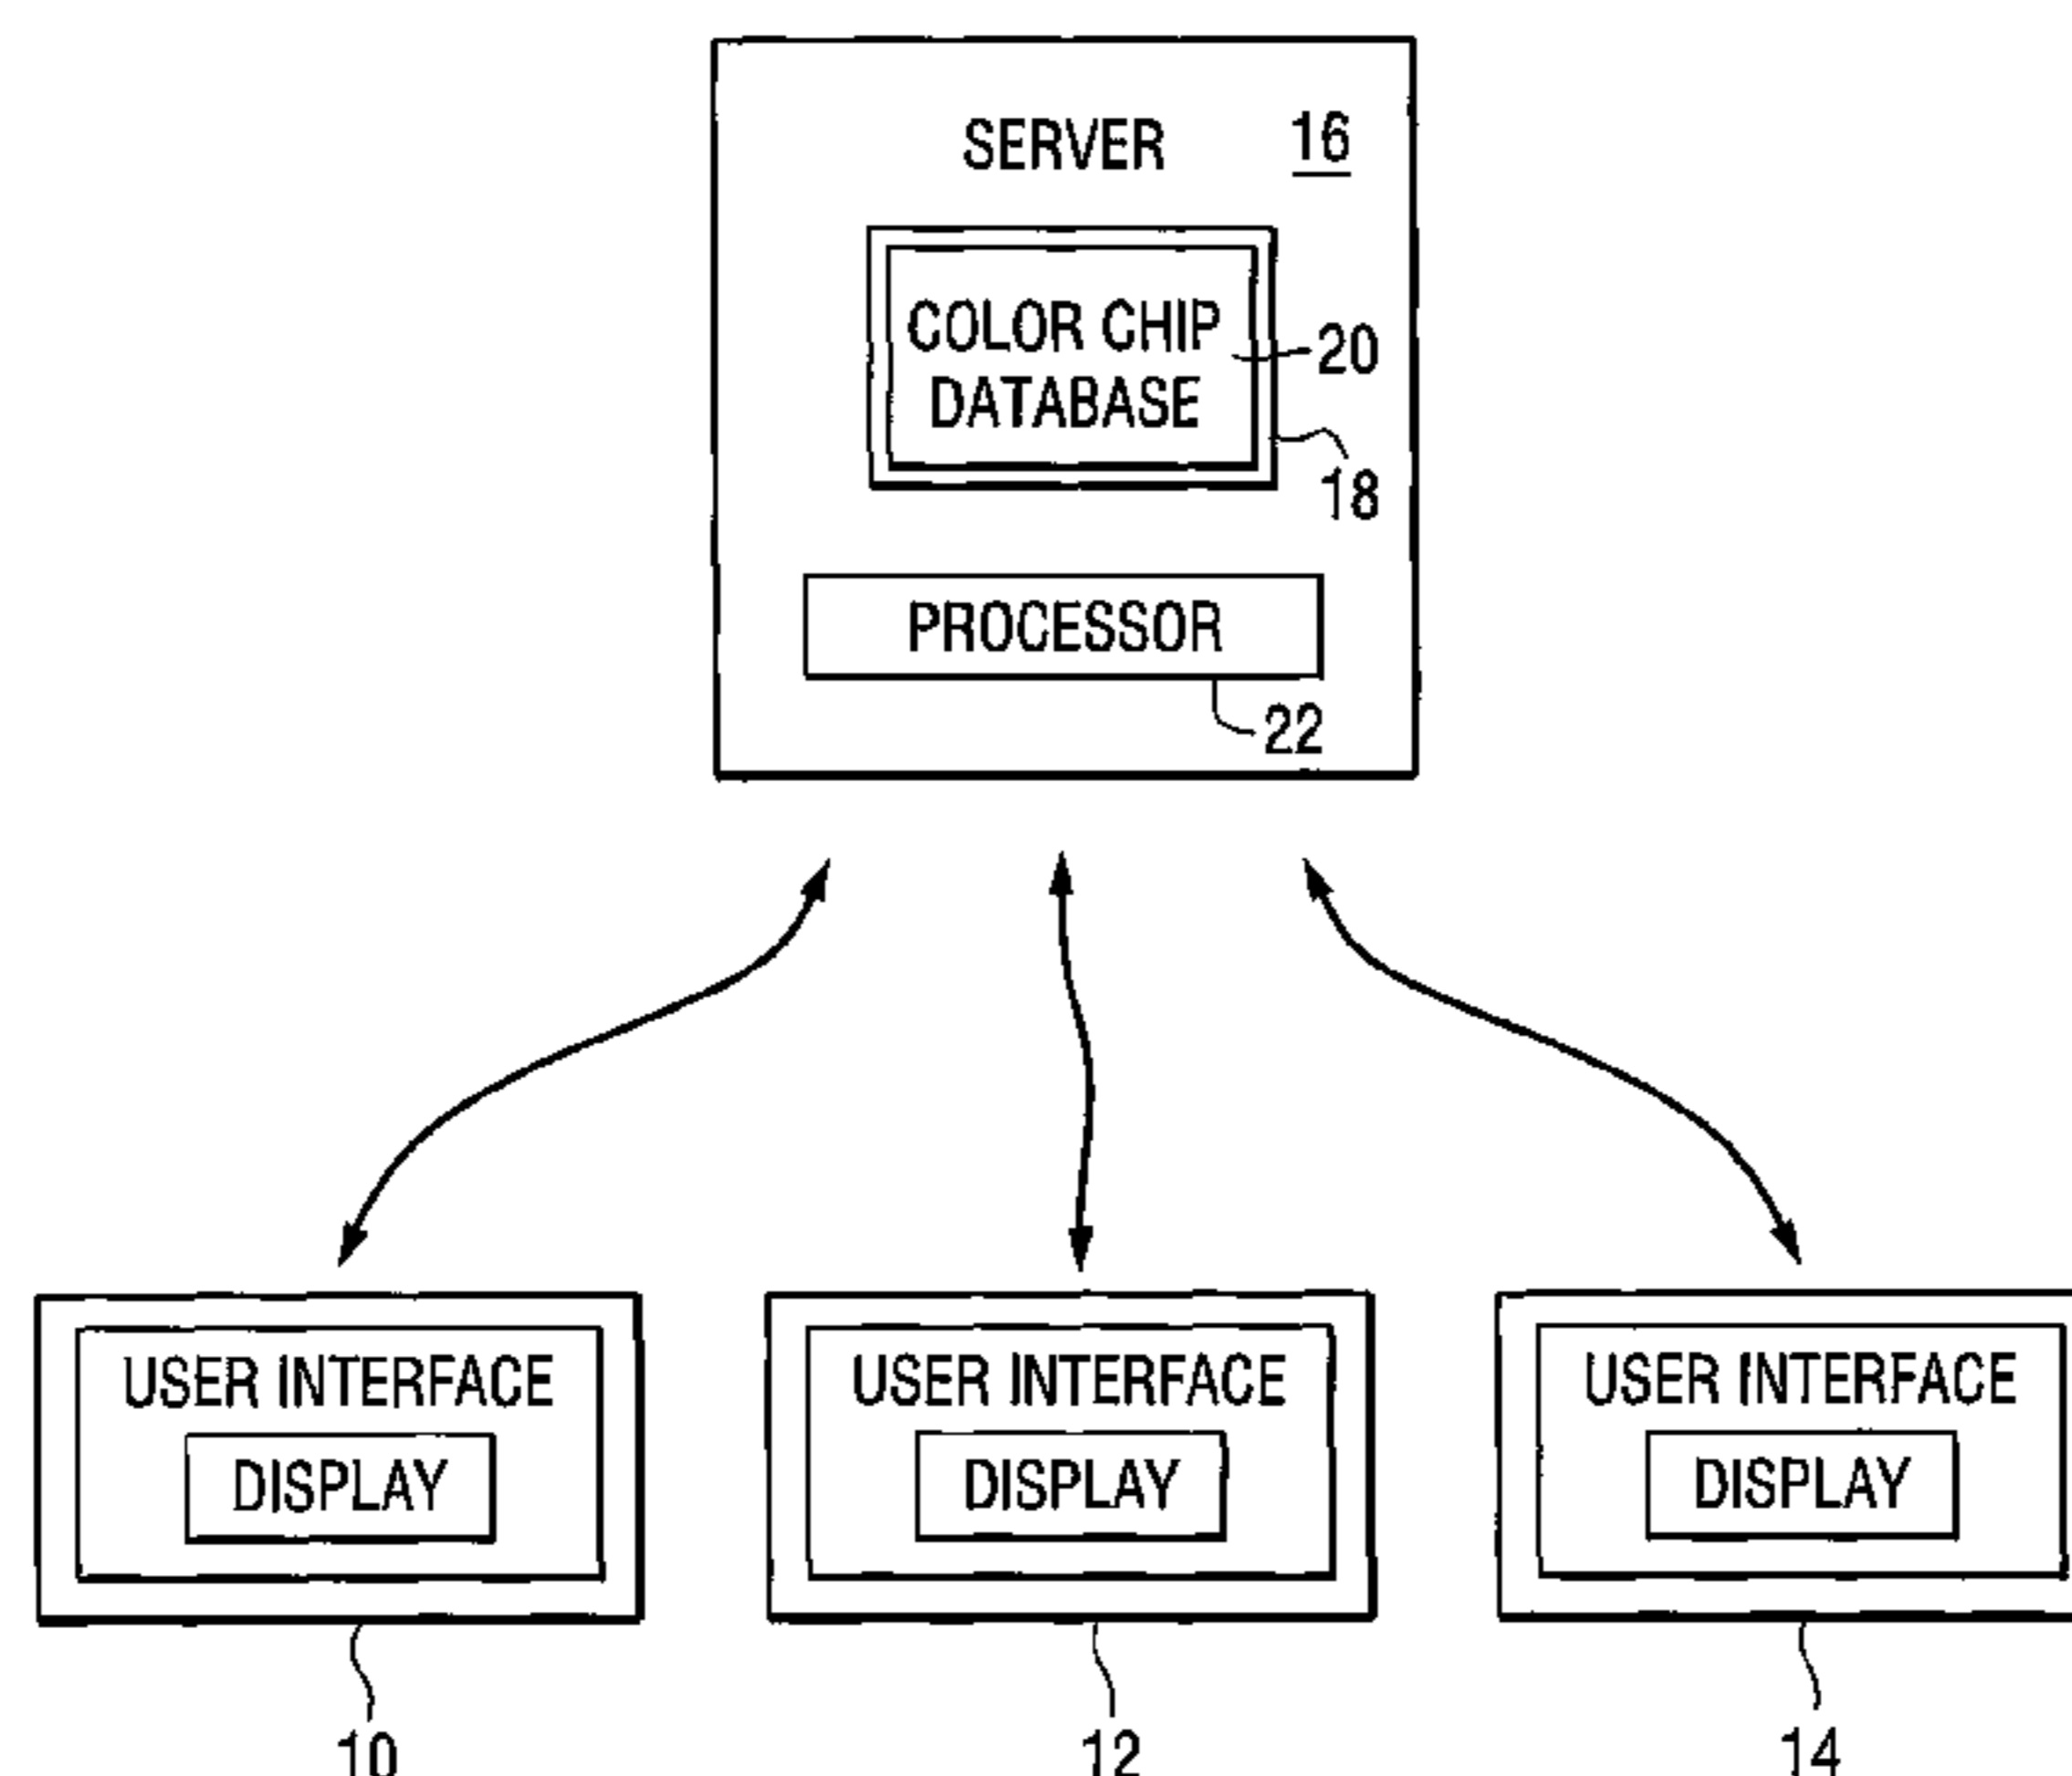 SERVER 16
COLOR CHIP
DATABASE
20
18
PROCESSOR
22
USER INTERFACE
DISPLAY
10
USER INTERFACE
DISPLAY
12
USER INTERFACE
DISPLAY
14